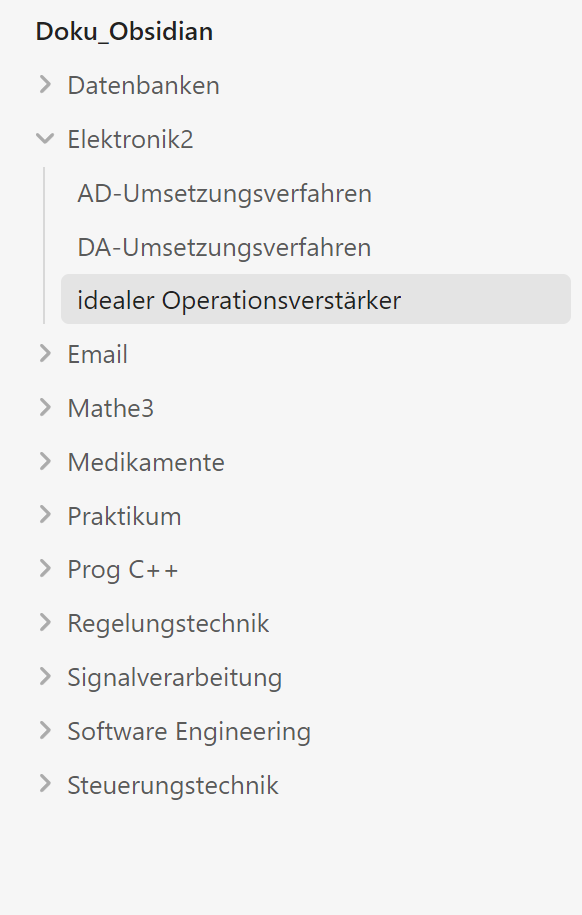 Doku_Obsidian
Datenbanken
Elektronik2
AD-Umsetzungsverfahren
DA-Umsetzungsverfahren
idealer Operationsverstärker
Email
Mathe3
Medikamente
Praktikum
Prog C++
Regelungstechnik
Signalverarbeitung
Software Engineering
Steuerungstechnik